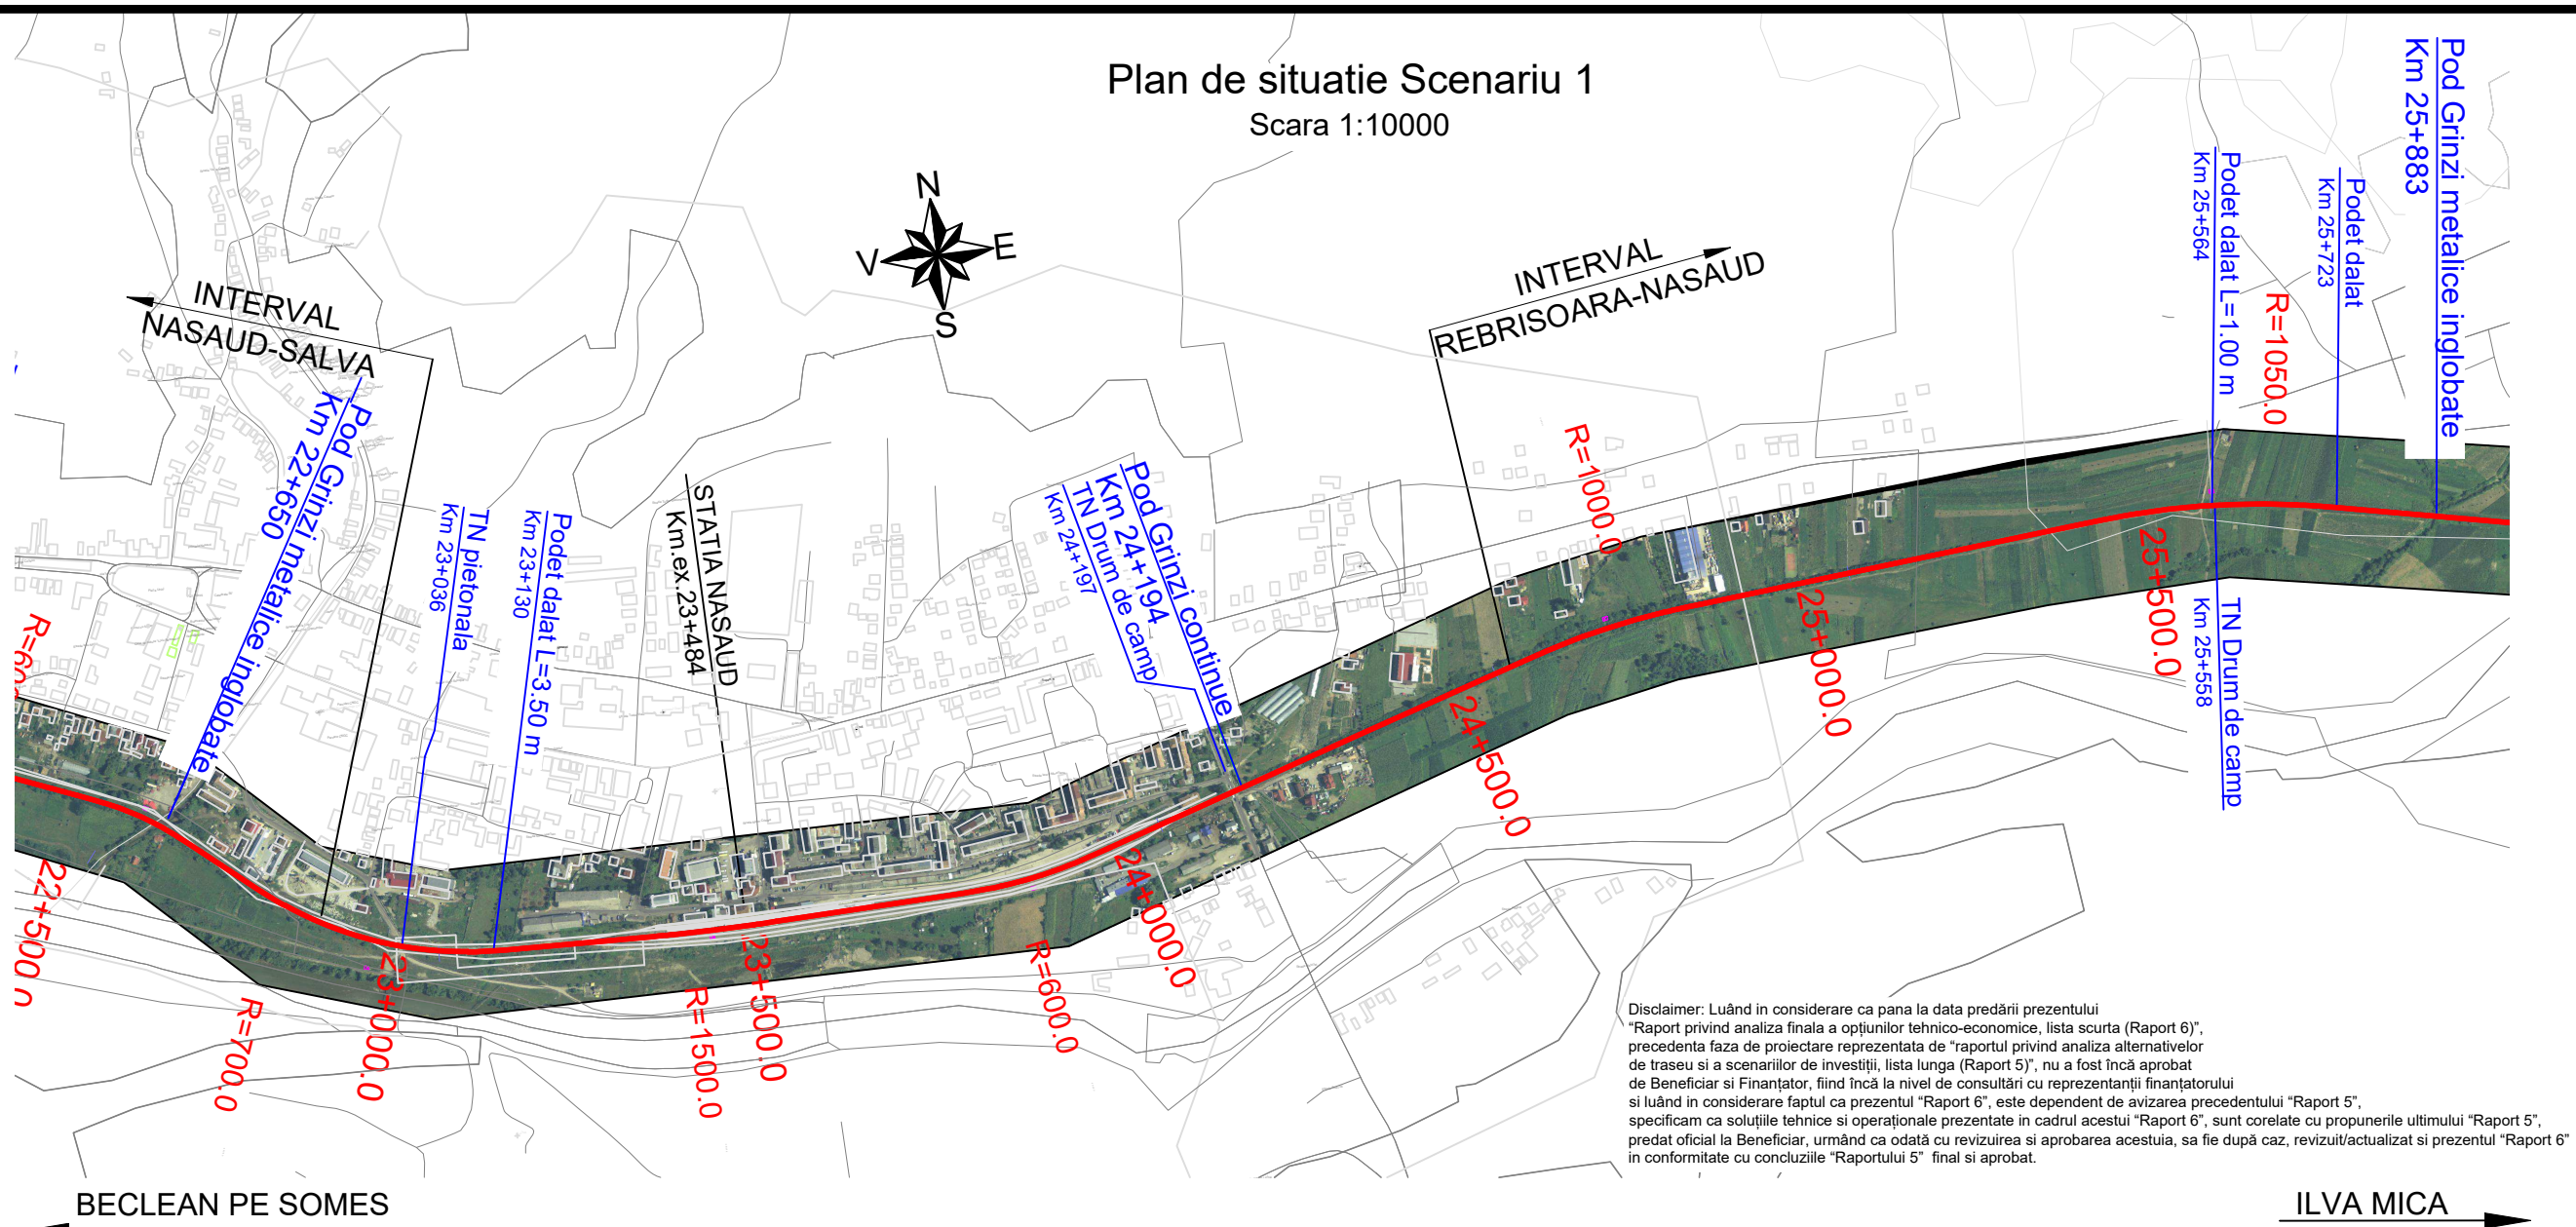 Plan de situatie Scenariu 1
Scara 1:10000
N
V
E
S
INTERVAL
NASAUD-SALVA
INTERVAL
REBRISOARA-NASAUD
Pod Grinzi metalice inglobate
Km 22+650
TN pietonala
Km 23+036
Podet dalat L=3.50 m
Km 23+130
STATIA NASAUD
Km.ex.23+484
Pod Grinzi continue
Km 24+194
TN Drum de camp
Km 24+197
Podet dalat L=1.00 m
Km 25+564
Podet dalat
Km 25+723
Pod Grinzi metalice inglobate
Km 25+883
TN Drum de camp
Km 25+558
R=1000.0
R=1050.0
22+500.0
R=700.0
23+000.0
R=1500.0
23+500.0
R=600.0
24+000.0
24+500.0
25+000.0
25+500.0
Disclaimer: Luând in considerare ca pana la data predării prezentului
“Raport privind analiza finala a opțiunilor tehnico-economice, lista scurta (Raport 6)”,
precedenta faza de proiectare reprezentata de “raportul privind analiza alternativelor
de traseu si a scenariilor de investiții, lista lunga (Raport 5)”, nu a fost încă aprobat
de Beneficiar si Finanțator, fiind încă la nivel de consultări cu reprezentanții finanțatorului
si luând in considerare faptul ca prezentul “Raport 6”, este dependent de avizarea precedentului “Raport 5”,
specificam ca soluțiile tehnice si operaționale prezentate in cadrul acestui “Raport 6”, sunt corelate cu propunerile ultimului “Raport 5”,
predat oficial la Beneficiar, urmând ca odată cu revizuirea si aprobarea acestuia, sa fie după caz, revizuit/actualizat si prezentul “Raport 6”
in conformitate cu concluziile “Raportului 5” final si aprobat.
BECLEAN PE SOMES
ILVA MICA